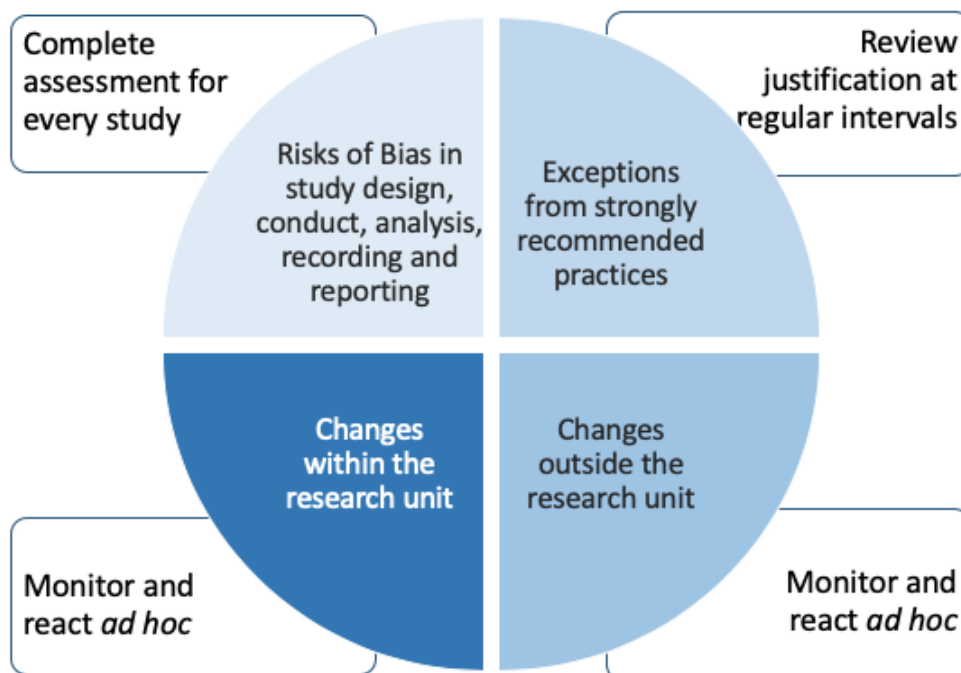 Complete
assessment for
every study
Review
justification at
regular intervals
Risks of Bias in
study design,
conduct, analysis,
recording and
reporting
Exceptions
from strongly
recommended
practices
Changes
within the
research unit
Changes
outside the
research unit
Monitor and
react ad hoc
Monitor and
react ad hoc